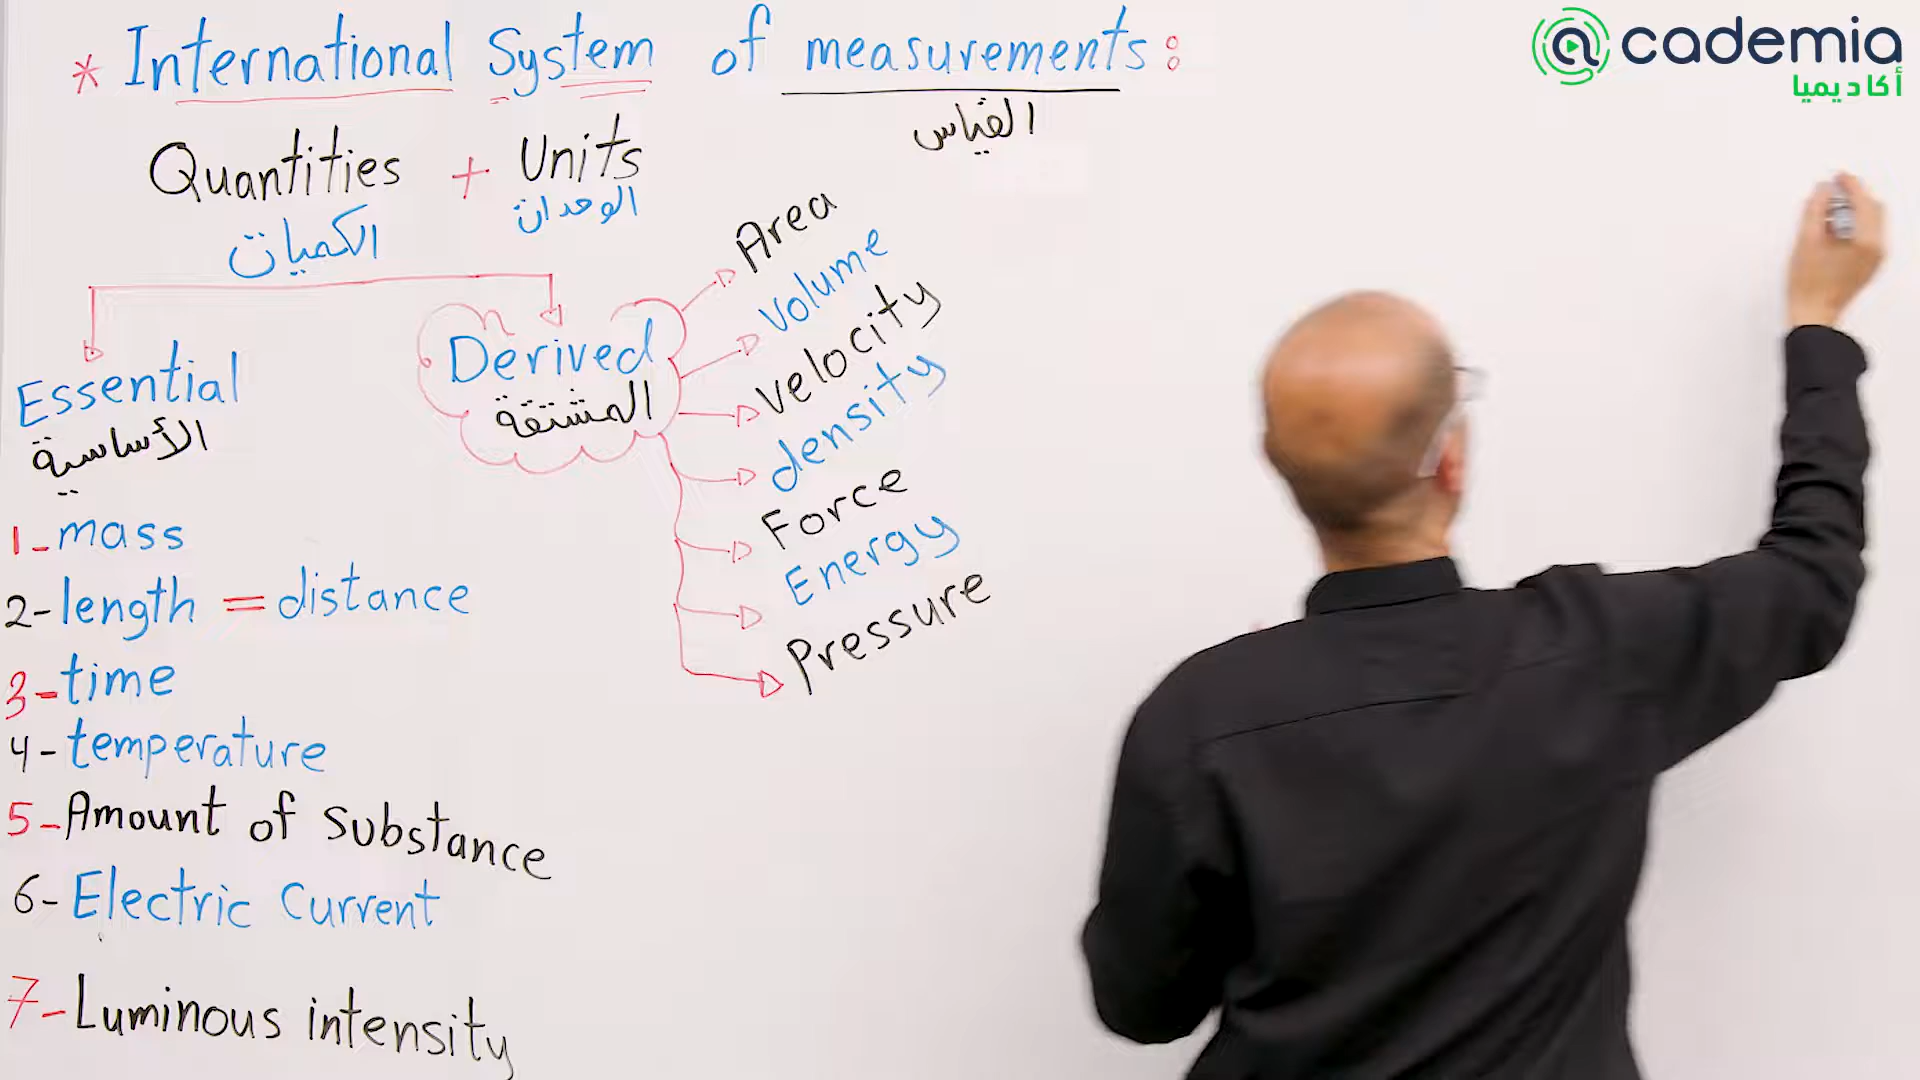 * International System of measurements:
القياس
Quantities + Units
الكميات
الوحدات
Essential
الأساسية
1-mass
2-length = distance
3-time
4-temperature
5-Amount of substance
6-Electric Current
7-Luminous intensity
Derived
المشتقة
Area
volume
velocity
density
Force
Energy
Pressure
academia
أكاديميا